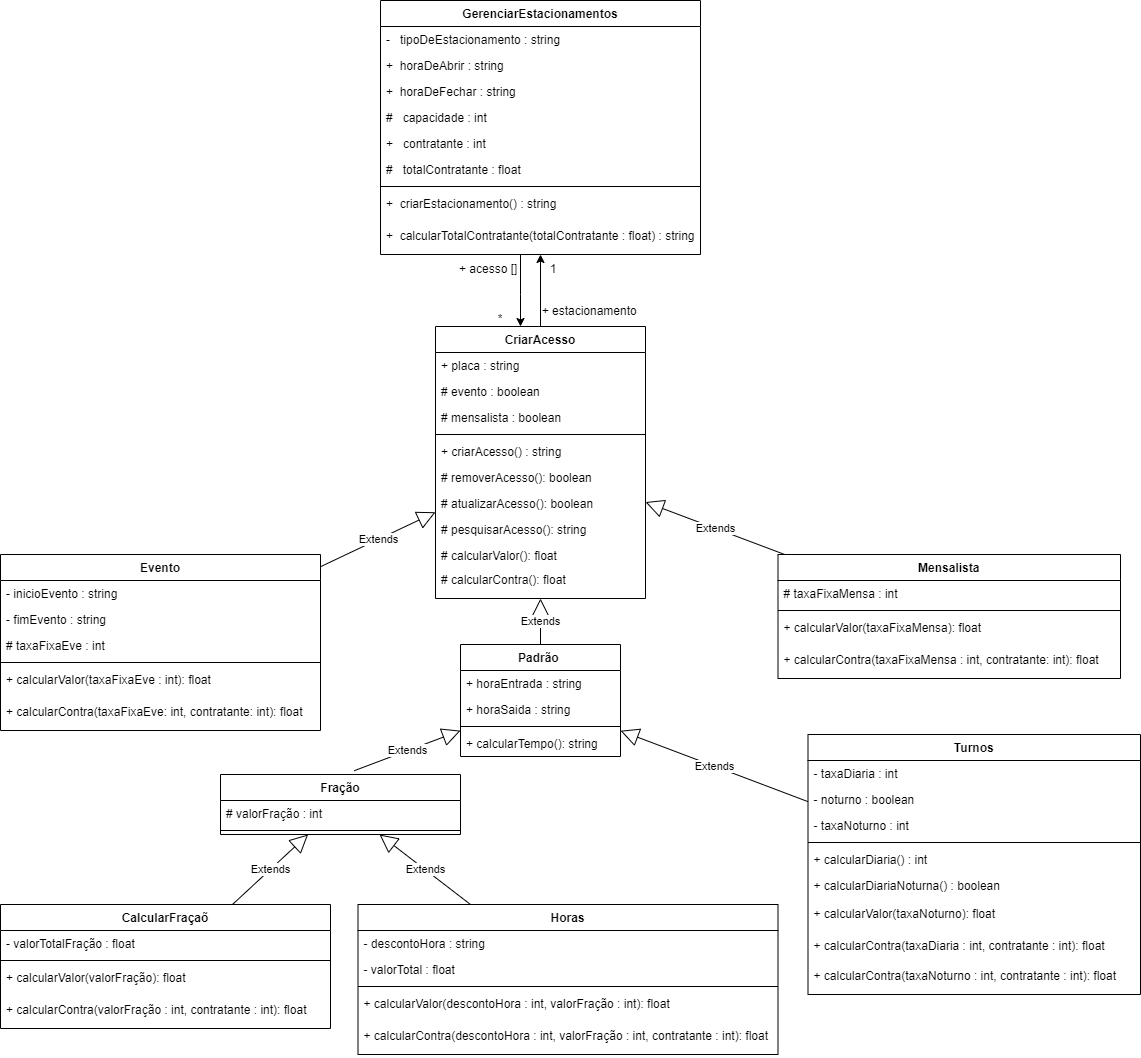 GerenciarEstacionamentos
- tipoDeEstacionamento : string
+ horaDeAbrir : string
+ horaDeFechar : string
# capacidade : int
+ contratante : int
# totalContratante : float
+ criarEstacionamento() : string
+ calcularTotalContratante(totalContratante : float) : string
+ acesso []
1
*
+ estacionamento
CriarAcesso
+ placa : string
# evento : boolean
# mensalista : boolean
+ criarAcesso() : string
# removerAcesso(): boolean
# atualizarAcesso(): boolean
# pesquisarAcesso(): string
# calcularValor(): float
# calcularContra(): float
Extends
Extends
Extends
Evento
- inicioEvento : string
- fimEvento : string
# taxaFixaEve : int
+ calcularValor(taxaFixaEve : int): float
+ calcularContra(taxaFixaEve: int, contratante: int): float
Mensalista
# taxaFixaMensa : int
+ calcularValor(taxaFixaMensa): float
+ calcularContra(taxaFixaMensa : int, contratante: int): float
Padrão
+ horaEntrada : string
+ horaSaida : string
+ calcularTempo(): string
Extends
Extends
Fração
# valorFração : int
Turnos
- taxaDiaria : int
- noturno : boolean
- taxaNoturno : int
+ calcularDiaria() : int
+ calcularDiariaNoturna() : boolean
+ calcularValor(taxaNoturno): float
+ calcularContra(taxaDiaria : int, contratante : int): float
+ calcularContra(taxaNoturno : int, contratante : int): float
Extends
Extends
CalcularFraçaõ
- valorTotalFração : float
+ calcularValor(valorFração): float
+ calcularContra(valorFração : int, contratante : int): float
Horas
- descontoHora : string
- valorTotal : float
+ calcularValor(descontoHora : int, valorFração : int): float
+ calcularContra(descontoHora : int, valorFração : int, contratante : int): float